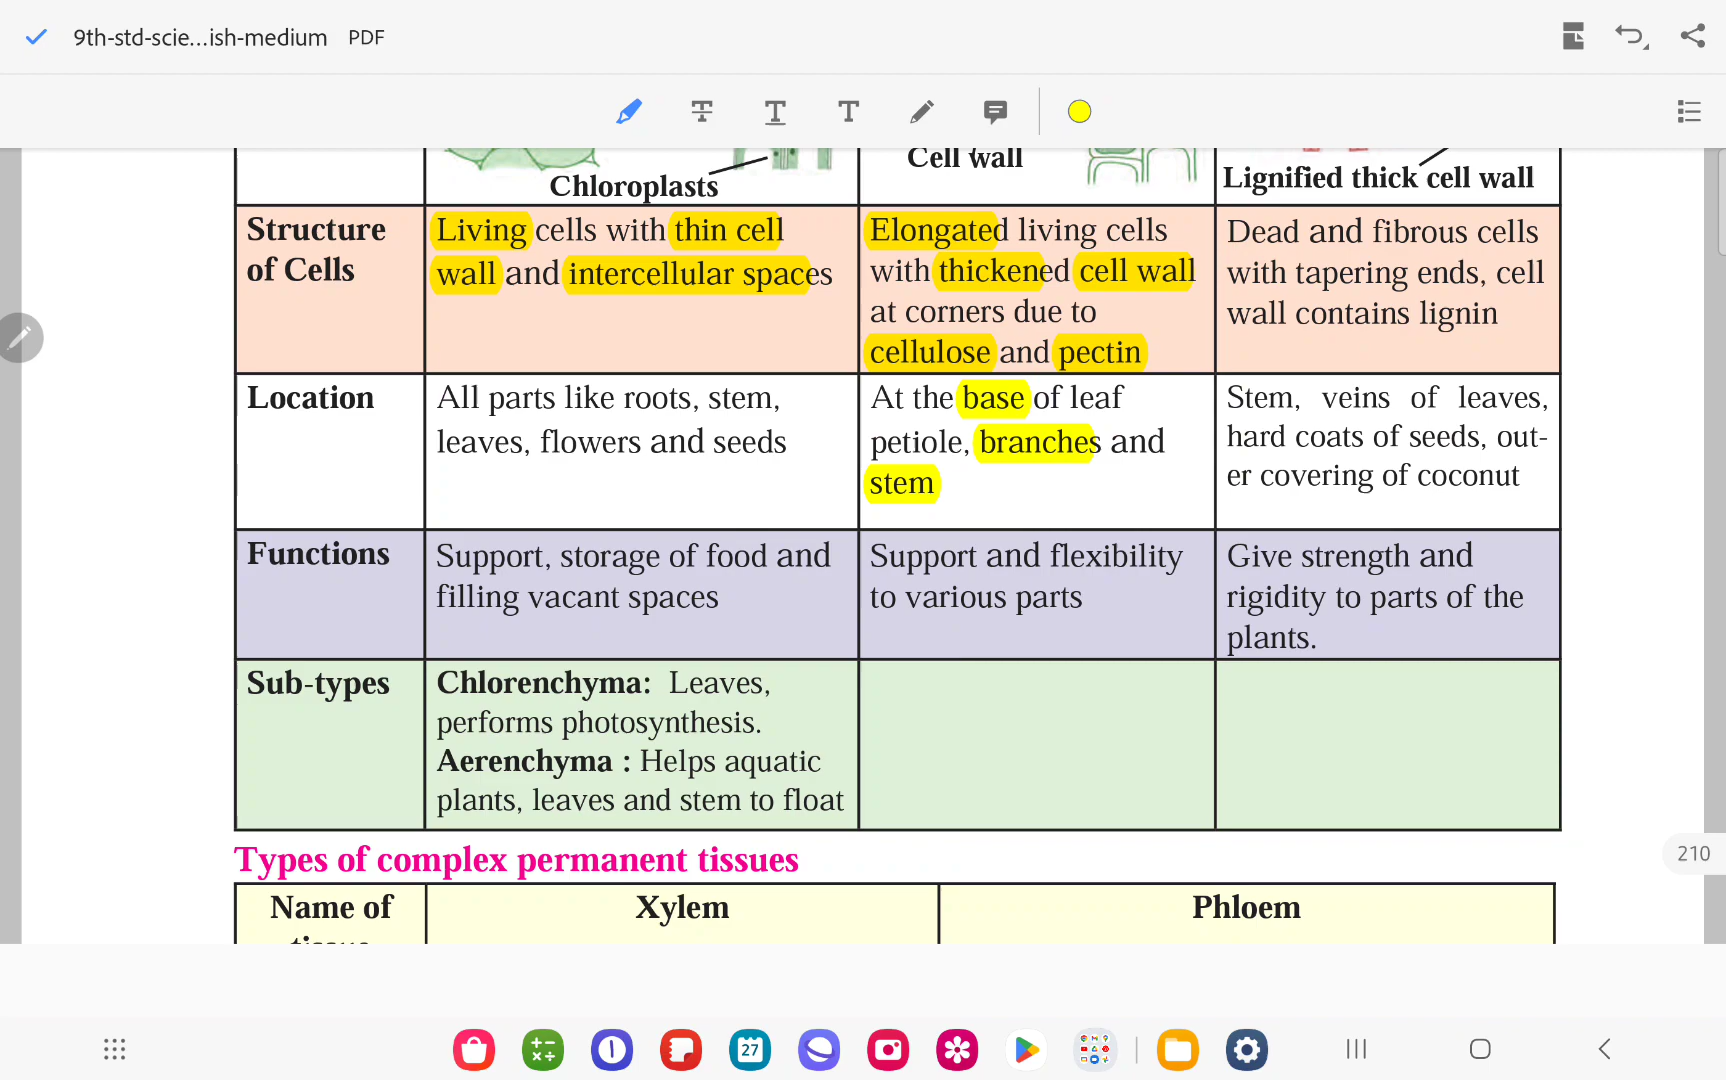 9th-std-scie...ish-medium PDF
Chloroplasts
Cell wall
Lignified thick cell wall
Structure
of Cells
Living cells with thin cell
wall and intercellular spaces
Elongated living cells
with thickened cell wall
at corners due to
cellulose and pectin
Dead and fibrous cells
with tapering ends, cell
wall contains lignin
Location
All parts like roots, stem,
leaves, flowers and seeds
At the base of leaf
petiole, branches and
stem
Stem, veins of leaves,
hard coats of seeds, out-
er covering of coconut
Functions
Support, storage of food and
filling vacant spaces
Support and flexibility
to various parts
Give strength and
rigidity to parts of the
plants.
Sub-types
Chlorenchyma: Leaves,
performs photosynthesis.
Aerenchyma : Helps aquatic
plants, leaves and stem to float
210
Types of complex permanent tissues
Name of
tissue
Xylem
Phloem
27